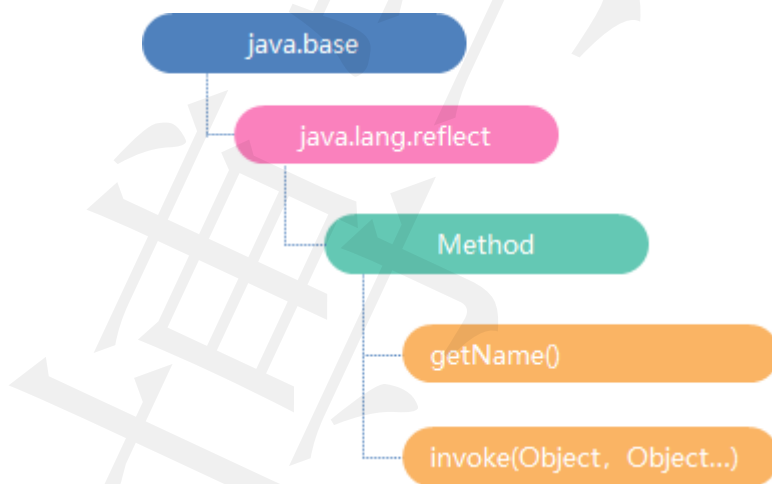 java.base
java.lang.reflect
Method
getName()
invoke(Object，Object...)